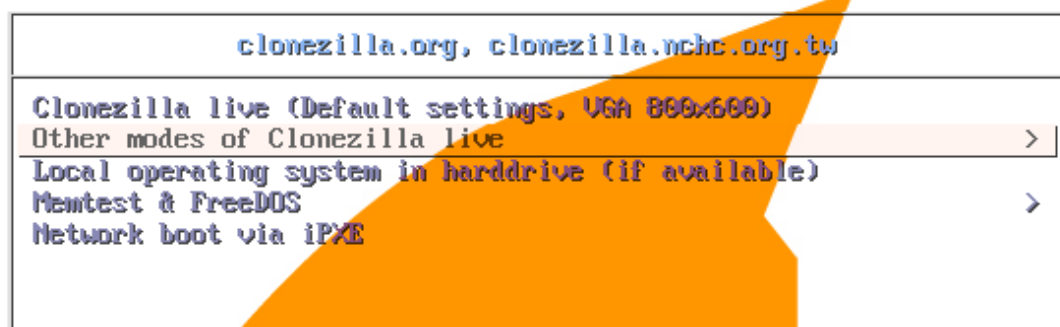 clonezilla.org, clonezilla.nchc.org.tw
Clonezilla live (Default settings, VGA 800x600)
Other modes of Clonezilla live >
Local operating system in harddrive (if available)
Memtest & FreeDOS >
Network boot via iPXE